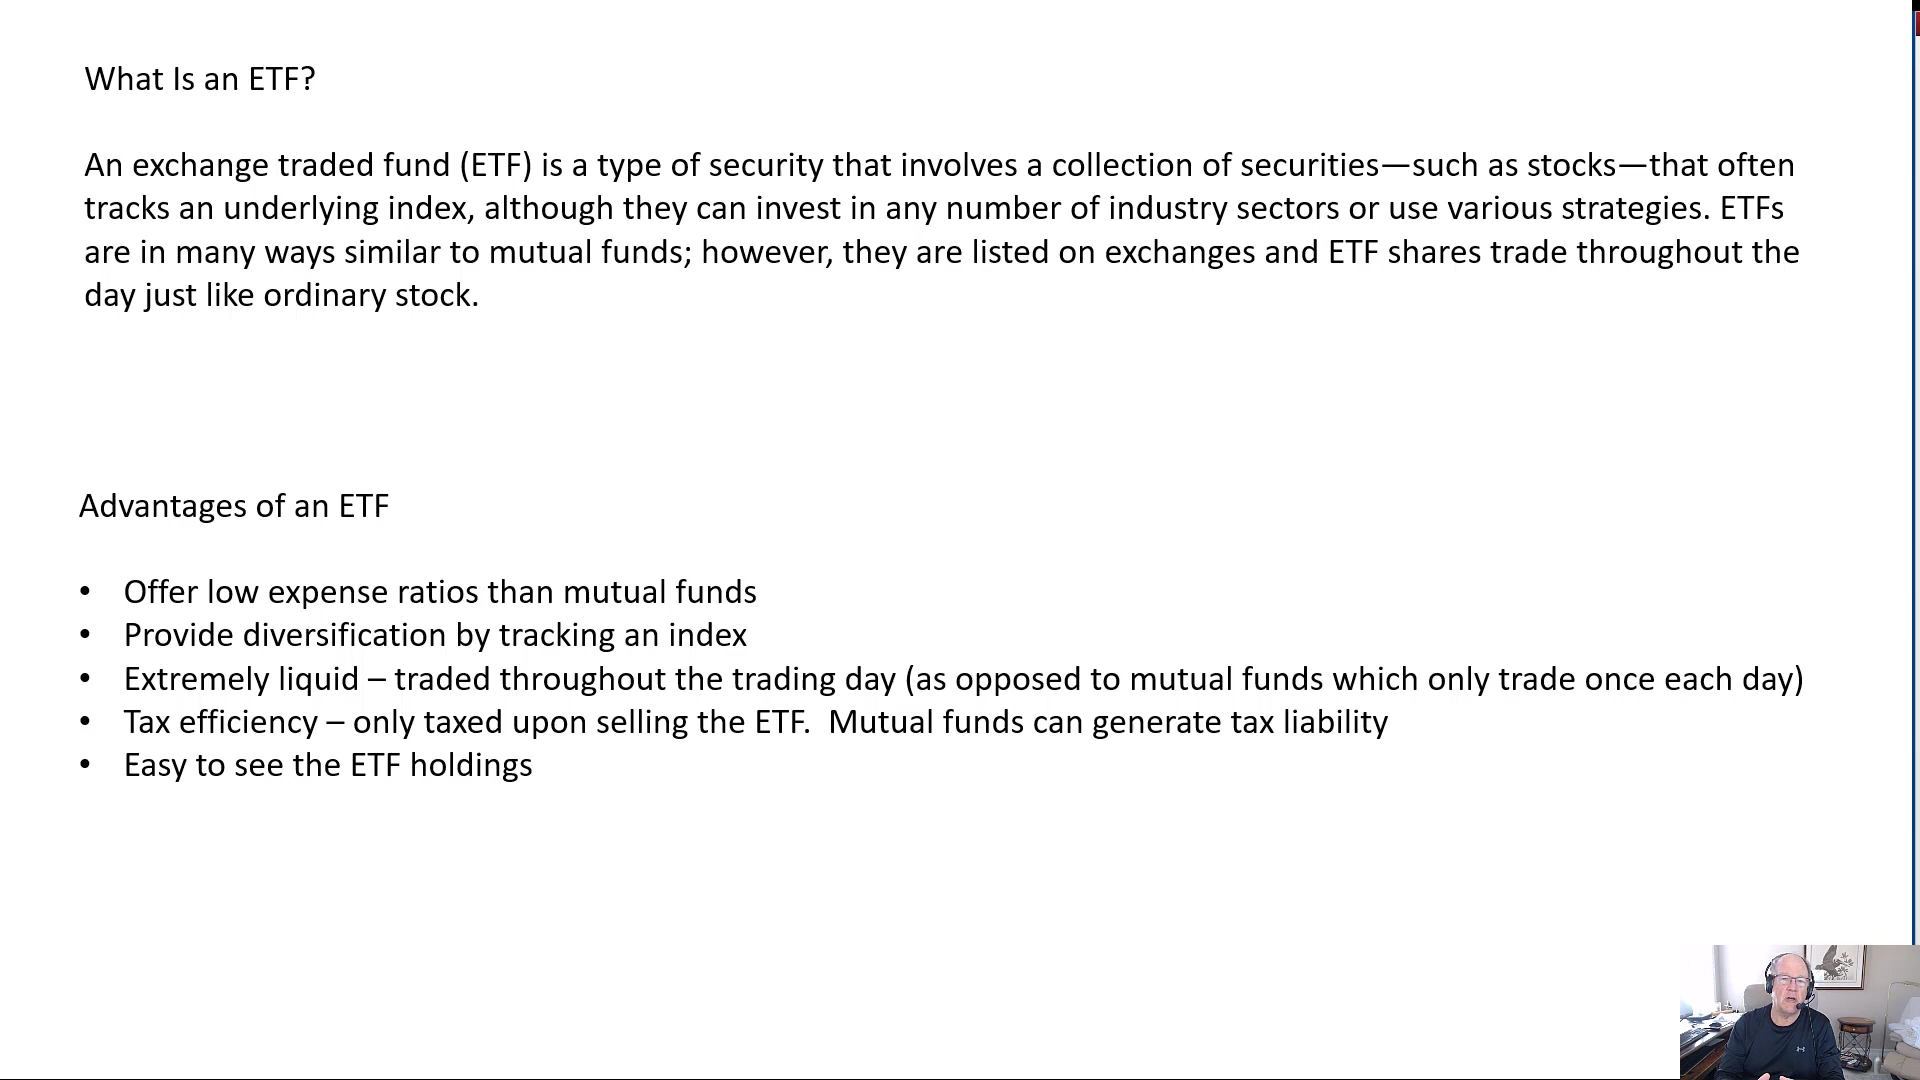 What Is an ETF?
An exchange traded fund (ETF) is a type of security that involves a collection of securities—such as stocks—that often
tracks an underlying index, although they can invest in any number of industry sectors or use various strategies. ETFs
are in many ways similar to mutual funds; however, they are listed on exchanges and ETF shares trade throughout the
day just like ordinary stock.
Advantages of an ETF
• Offer low expense ratios than mutual funds
• Provide diversification by tracking an index
• Extremely liquid – traded throughout the trading day (as opposed to mutual funds which only trade once each day)
• Tax efficiency – only taxed upon selling the ETF.  Mutual funds can generate tax liability
• Easy to see the ETF holdings